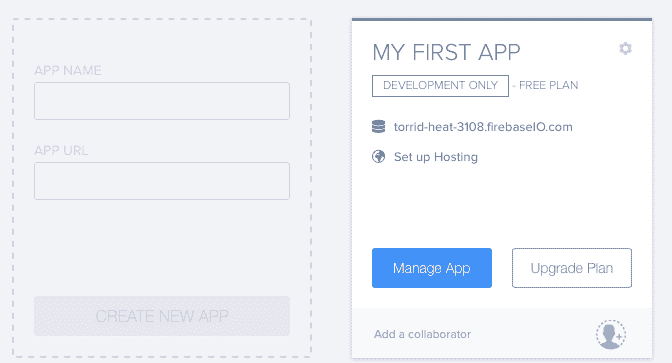 APP NAME
APP URL
CREATE NEW APP
MY FIRST APP
DEVELOPMENT ONLY - FREE PLAN
torrid-heat-3108.firebaseIO.com
Set up Hosting
Manage App
Upgrade Plan
Add a collaborator